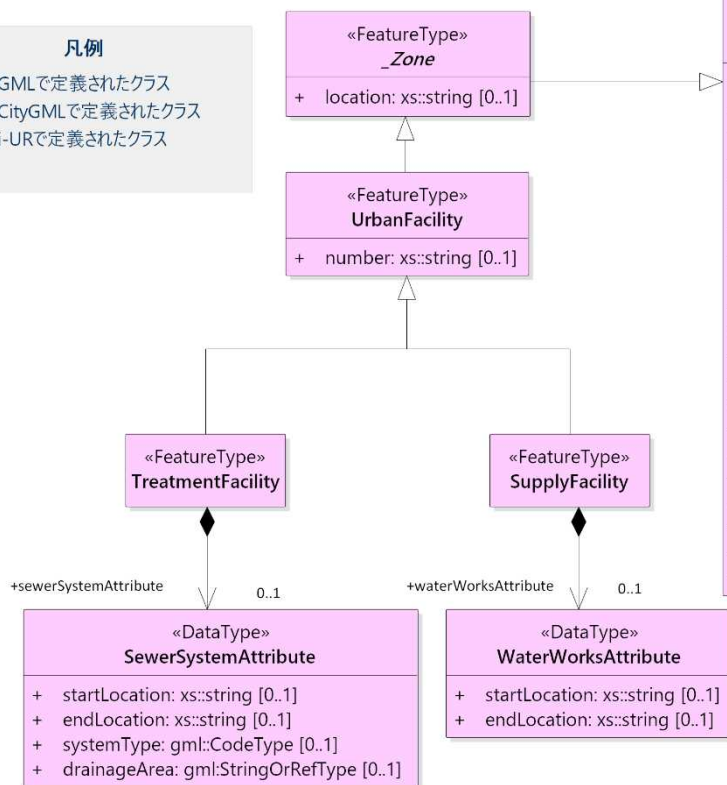 凡例
GMLで定義されたクラス
CityGMLで定義されたクラス
i-URで定義されたクラス
«FeatureType»
_Zone
+ location: xs::string [0..1]
«FeatureType»
UrbanFacility
+ number: xs::string [0..1]
«FeatureType»
TreatmentFacility
«FeatureType»
SupplyFacility
+sewerSystemAttribute
0..1
+waterWorksAttribute
0..1
«DataType»
SewerSystemAttribute
+ startLocation: xs::string [0..1]
+ endLocation: xs::string [0..1]
+ systemType: gml::CodeType [0..1]
+ drainageArea: gml:StringOrRefType [0..1]
«DataType»
WaterWorksAttribute
+ startLocation: xs::string [0..1]
+ endLocation: xs::string [0..1]